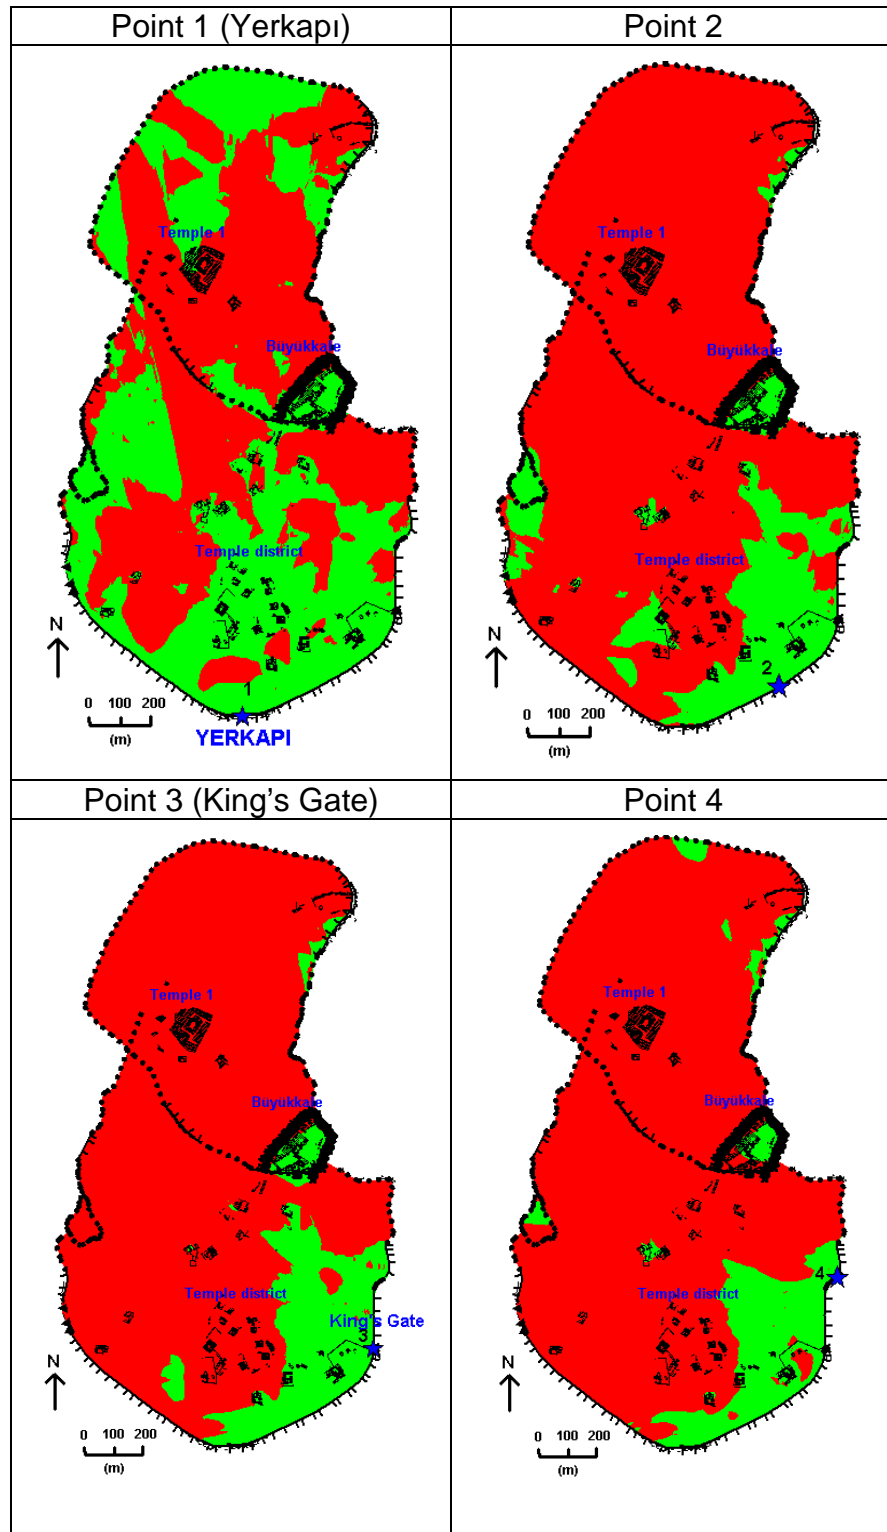 Point 1 (Yerkapı)
Point 2
Temple 1
Buyukkale
Temple district
N
0 100 200
(m)
1
YERKAPI
Temple 1
Buyukkale
Temple district
N
0 100 200
(m)
2
Point 3 (King's Gate)
Point 4
Temple 1
Buyukkale
Temple district
King's Gate
3
N
0 100 200
(m)
Temple 1
Buyukkale
Temple district
4
N
0 100 200
(m)